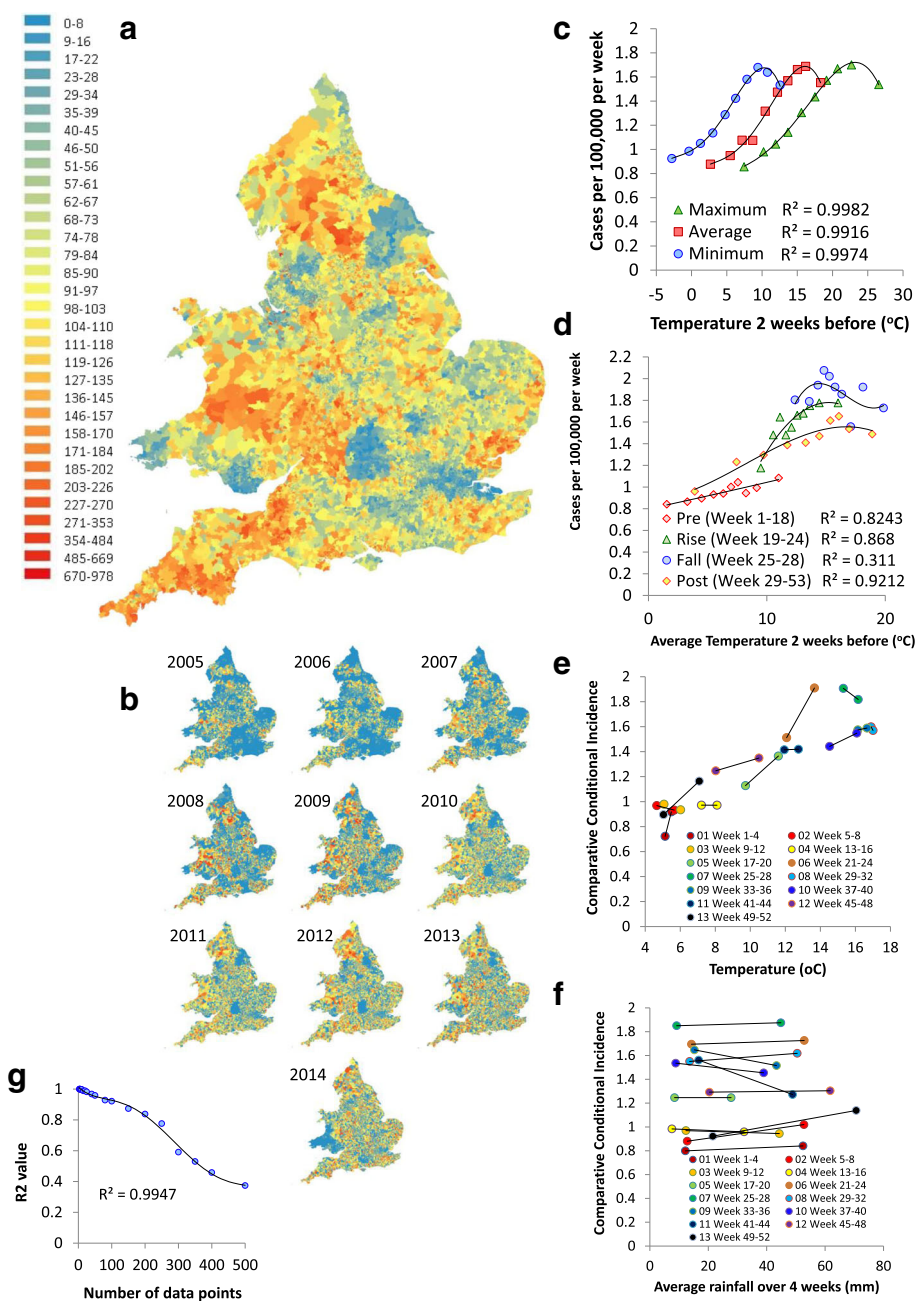 a
0-8
9-16
17-22
23-28
29-34
35-39
40-45
46-50
51-56
57-61
62-67
68-73
74-78
79-84
85-90
91-97
98-103
104-110
111-118
119-126
127-135
136-145
146-157
158-170
171-184
185-202
203-226
227-270
271-353
354-484
485-669
670-978
b
2005
2006
2007
2008
2009
2010
2011
2012
2013
2014
c
Cases per 100,000 per week
2
1.8
1.6
1.4
1.2
1
0.8
0.6
0.4
0.2
0
Maximum R² = 0.9982
Average R² = 0.9916
Minimum R² = 0.9974
-5 0 5 10 15 20 25 30
Temperature 2 weeks before (ºC)
d
Cases per 100,000 per week
2.2
2
1.8
1.6
1.4
1.2
1
0.8
0.6
0.4
0.2
0
Pre (Week 1-18) R² = 0.8243
Rise (Week 19-24) R² = 0.868
Fall (Week 25-28) R² = 0.311
Post (Week 29-53) R² = 0.9212
0 10 20
Average Temperature 2 weeks before (ºC)
e
Comparative Conditional Incidence
2
1.8
1.6
1.4
1.2
1
0.8
0.6
0.4
0.2
0
01 Week 1-4 02 Week 5-8
03 Week 9-12 04 Week 13-16
05 Week 17-20 06 Week 21-24
07 Week 25-28 08 Week 29-32
09 Week 33-36 10 Week 37-40
11 Week 41-44 12 Week 45-48
13 Week 49-52
4 6 8 10 12 14 16 18
Temperature (oC)
f
Comparative Conditional Incidence
2
1.8
1.6
1.4
1.2
1
0.8
0.6
0.4
0.2
0
01 Week 1-4 02 Week 5-8
03 Week 9-12 04 Week 13-16
05 Week 17-20 06 Week 21-24
07 Week 25-28 08 Week 29-32
09 Week 33-36 10 Week 37-40
11 Week 41-44 12 Week 45-48
13 Week 49-52
0 20 40 60 80
Average rainfall over 4 weeks (mm)
g
R2 value
1
0.8
0.6
0.4
0.2
0
R² = 0.9947
0 100 200 300 400 500
Number of data points